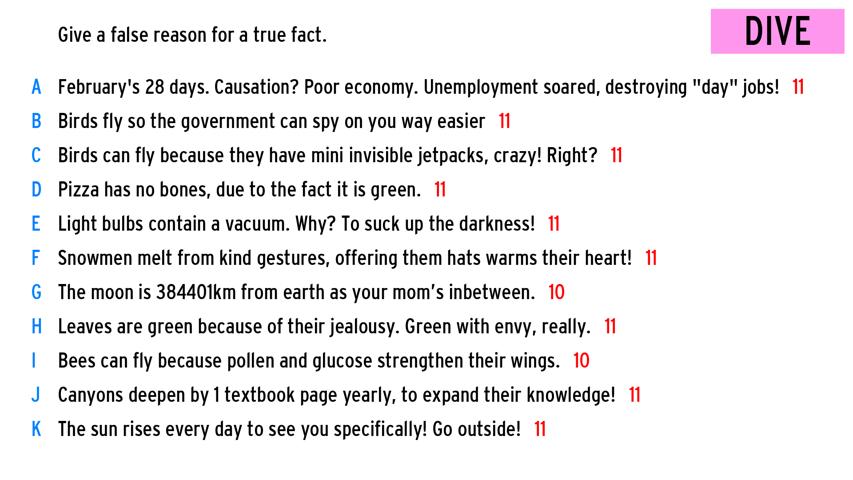 Give a false reason for a true fact.
DIVE
A February's 28 days. Causation? Poor economy. Unemployment soared, destroying "day" jobs! 11
B Birds fly so the government can spy on you way easier 11
C Birds can fly because they have mini invisible jetpacks, crazy! Right? 11
D Pizza has no bones, due to the fact it is green. 11
E Light bulbs contain a vacuum. Why? To suck up the darkness! 11
F Snowmen melt from kind gestures, offering them hats warms their heart! 11
G The moon is 384401km from earth as your mom’s inbetween. 10
H Leaves are green because of their jealousy. Green with envy, really. 11
I Bees can fly because pollen and glucose strengthen their wings. 10
J Canyons deepen by 1 textbook page yearly, to expand their knowledge! 11
K The sun rises every day to see you specifically! Go outside! 11